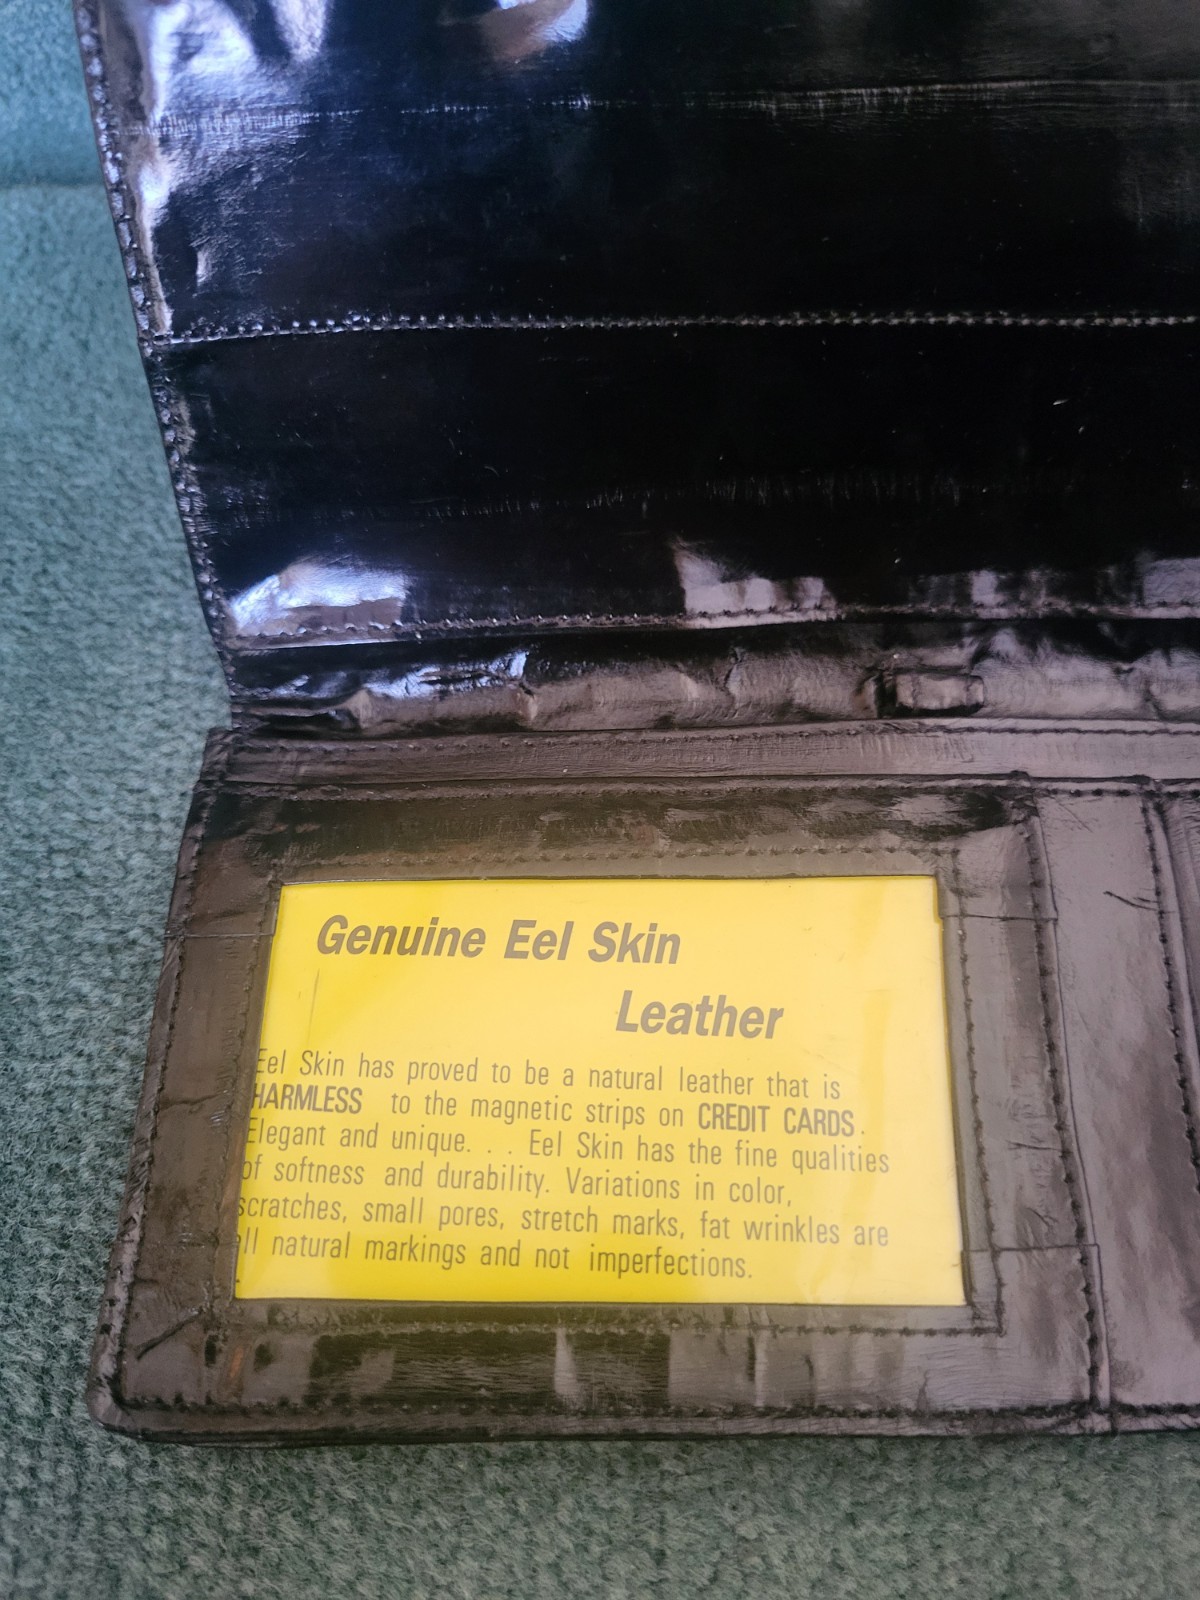 Genuine Eel Skin
Leather
Eel Skin has proved to be a natural leather that is
HARMLESS to the magnetic strips on CREDIT CARDS.
Elegant and unique. . . Eel Skin has the fine qualities
of softness and durability. Variations in color,
scratches, small pores, stretch marks, fat wrinkles are
all natural markings and not imperfections.